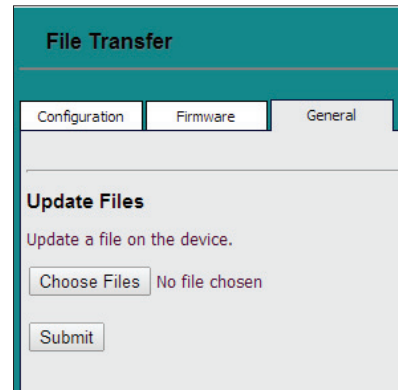 File Transfer
Configuration Firmware General
Update Files
Update a file on the device.
Choose Files No file chosen
Submit